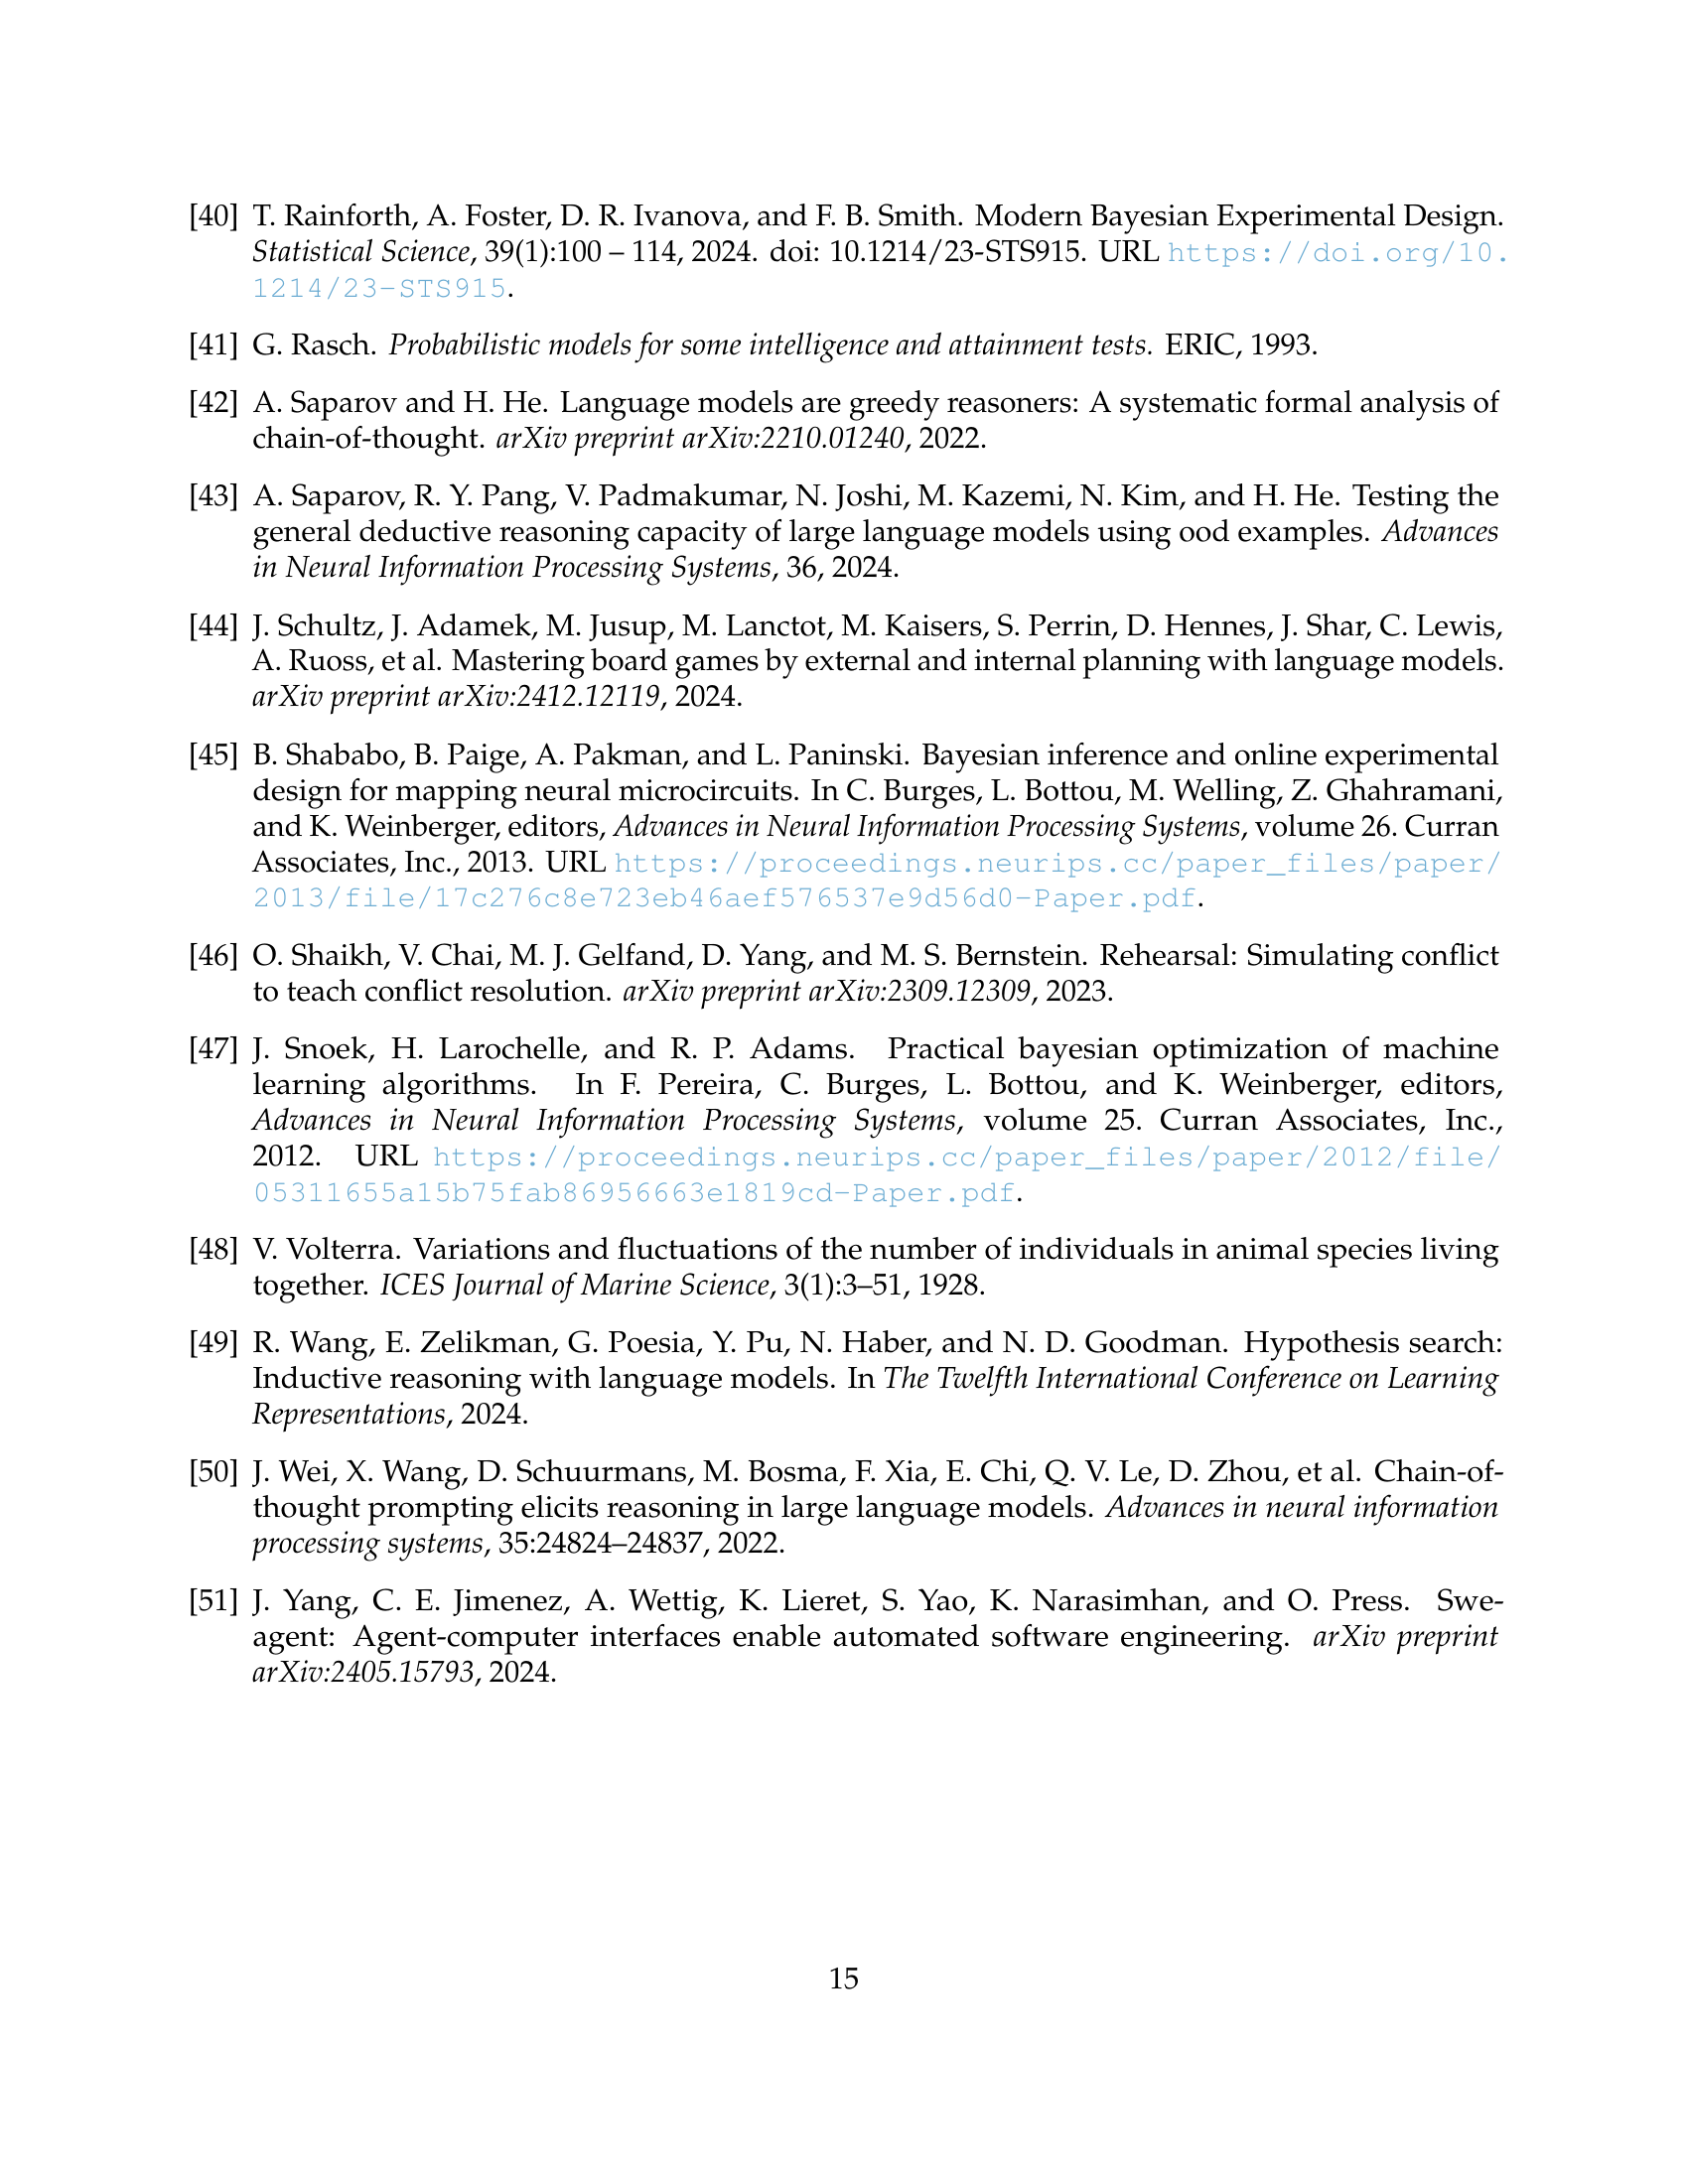 [40] T. Rainforth, A. Foster, D. R. Ivanova, and F. B. Smith. Modern Bayesian Experimental Design.
Statistical Science, 39(1):100 – 114, 2024. doi: 10.1214/23-STS915. URL https://doi.org/10.
1214/23-STS915.
[41] G. Rasch. Probabilistic models for some intelligence and attainment tests. ERIC, 1993.
[42] A. Saparov and H. He. Language models are greedy reasoners: A systematic formal analysis of
chain-of-thought. arXiv preprint arXiv:2210.01240, 2022.
[43] A. Saparov, R. Y. Pang, V. Padmakumar, N. Joshi, M. Kazemi, N. Kim, and H. He. Testing the
general deductive reasoning capacity of large language models using ood examples. Advances
in Neural Information Processing Systems, 36, 2024.
[44] J. Schultz, J. Adamek, M. Jusup, M. Lanctot, M. Kaisers, S. Perrin, D. Hennes, J. Shar, C. Lewis,
A. Ruoss, et al. Mastering board games by external and internal planning with language models.
arXiv preprint arXiv:2412.12119, 2024.
[45] B. Shababo, B. Paige, A. Pakman, and L. Paninski. Bayesian inference and online experimental
design for mapping neural microcircuits. In C. Burges, L. Bottou, M. Welling, Z. Ghahramani,
and K. Weinberger, editors, Advances in Neural Information Processing Systems, volume 26. Curran
Associates, Inc., 2013. URL https://proceedings.neurips.cc/paper_files/paper/
2013/file/17c276c8e723eb46aef576537e9d56d0-Paper.pdf.
[46] O. Shaikh, V. Chai, M. J. Gelfand, D. Yang, and M. S. Bernstein. Rehearsal: Simulating conflict
to teach conflict resolution. arXiv preprint arXiv:2309.12309, 2023.
[47] J. Snoek, H. Larochelle, and R. P. Adams. Practical bayesian optimization of machine
learning algorithms. In F. Pereira, C. Burges, L. Bottou, and K. Weinberger, editors,
Advances in Neural Information Processing Systems, volume 25. Curran Associates, Inc.,
2012. URL https://proceedings.neurips.cc/paper_files/paper/2012/file/
05311655a15b75fab86956663e1819cd-Paper.pdf.
[48] V. Volterra. Variations and fluctuations of the number of individuals in animal species living
together. ICES Journal of Marine Science, 3(1):3–51, 1928.
[49] R. Wang, E. Zelikman, G. Poesia, Y. Pu, N. Haber, and N. D. Goodman. Hypothesis search:
Inductive reasoning with language models. In The Twelfth International Conference on Learning
Representations, 2024.
[50] J. Wei, X. Wang, D. Schuurmans, M. Bosma, F. Xia, E. Chi, Q. V. Le, D. Zhou, et al. Chain-of-
thought prompting elicits reasoning in large language models. Advances in neural information
processing systems, 35:24824–24837, 2022.
[51] J. Yang, C. E. Jimenez, A. Wettig, K. Lieret, S. Yao, K. Narasimhan, and O. Press. Swe-
agent: Agent-computer interfaces enable automated software engineering. arXiv preprint
arXiv:2405.15793, 2024.
15